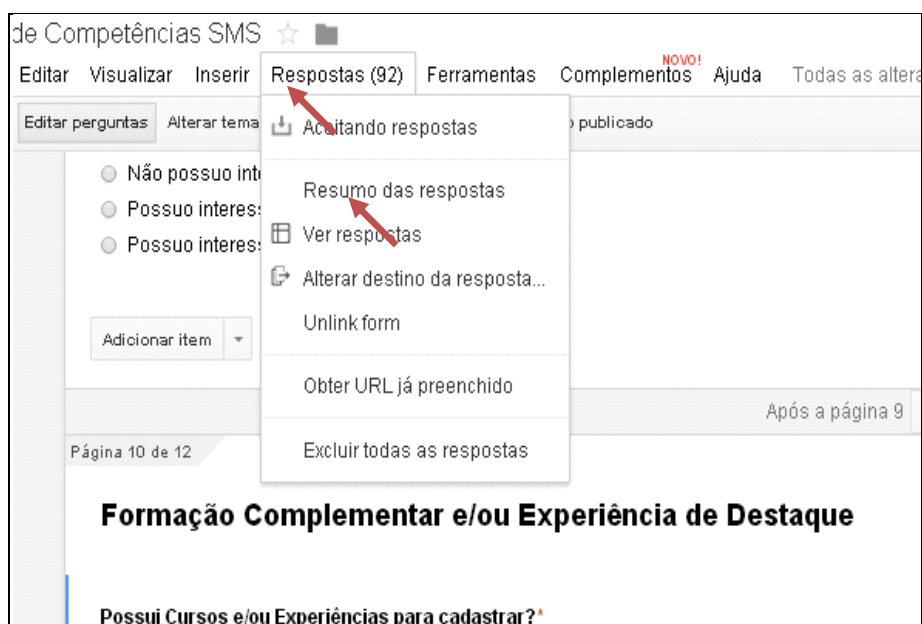 de Competências SMS
NOVO!
Editar Visualizar Inserir Respostas (92) Ferramentas Complementos Ajuda Todas as altera
Editar perguntas Alterar tema o publicado
Aceitando respostas
Não possuo int
Resumo das respostas
Possuo interes
Ver respostas
Possuo interes
Alterar destino da resposta...
Unlink form
Adicionar item
Obter URL já preenchido
Após a página 9
Página 10 de 12
Excluir todas as respostas
Formação Complementar e/ou Experiência de Destaque
Possui Cursos e/ou Experiências para cadastrar?*